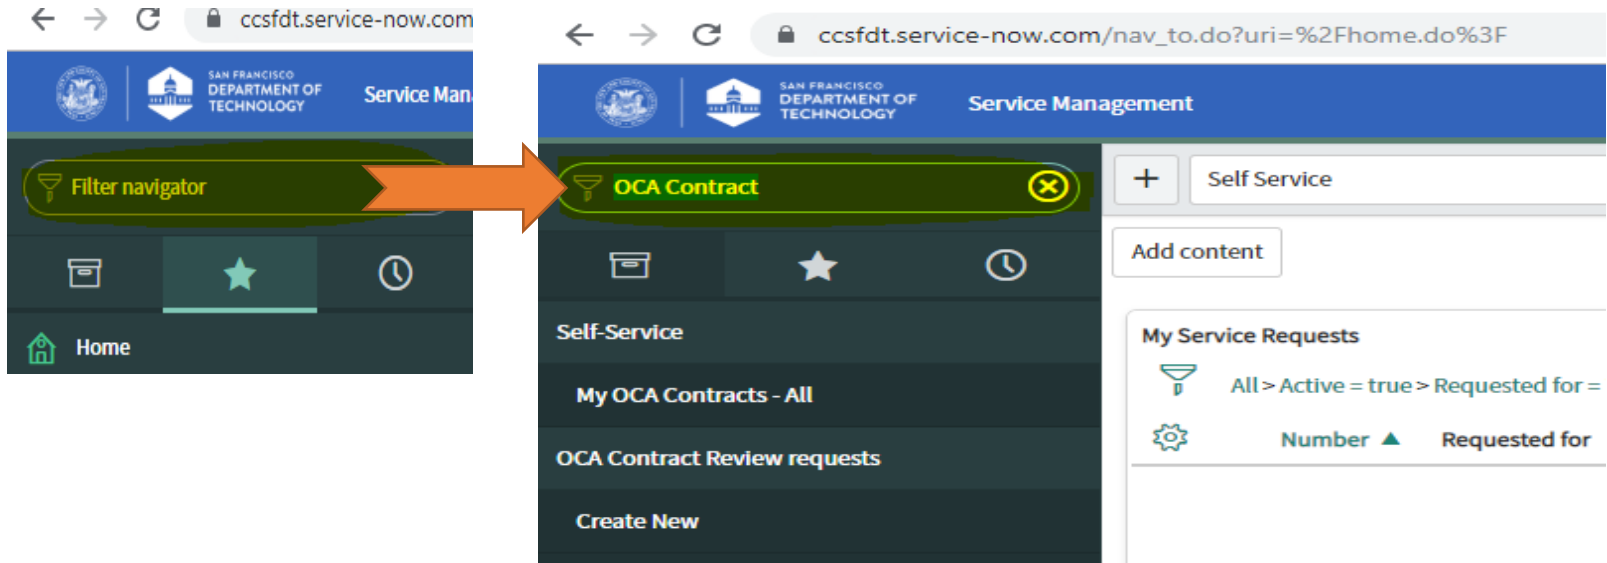 ccsfdt.service-now.com
SAN FRANCISCO
DEPARTMENT OF
TECHNOLOGY
Service Man
Filter navigator
Home
ccsfdt.service-now.com/nav_to.do?uri=%2Fhome.do%3F
SAN FRANCISCO
DEPARTMENT OF
TECHNOLOGY
Service Management
OCA Contract
Self-Service
My OCA Contracts - All
OCA Contract Review requests
Create New
Self Service
Add content
My Service Requests
All > Active = true > Requested for =
Number ▲ Requested for